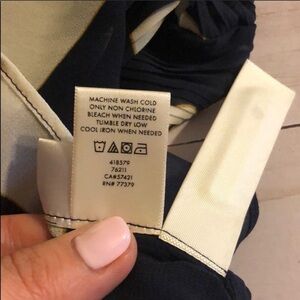 MACHINE WASH COLD
ONLY NON CHLORINE
BLEACH WHEN NEEDED
TUMBLE DRY LOW
COOL IRON WHEN NEEDED
418579
76211
CA#57421
RN# 77379